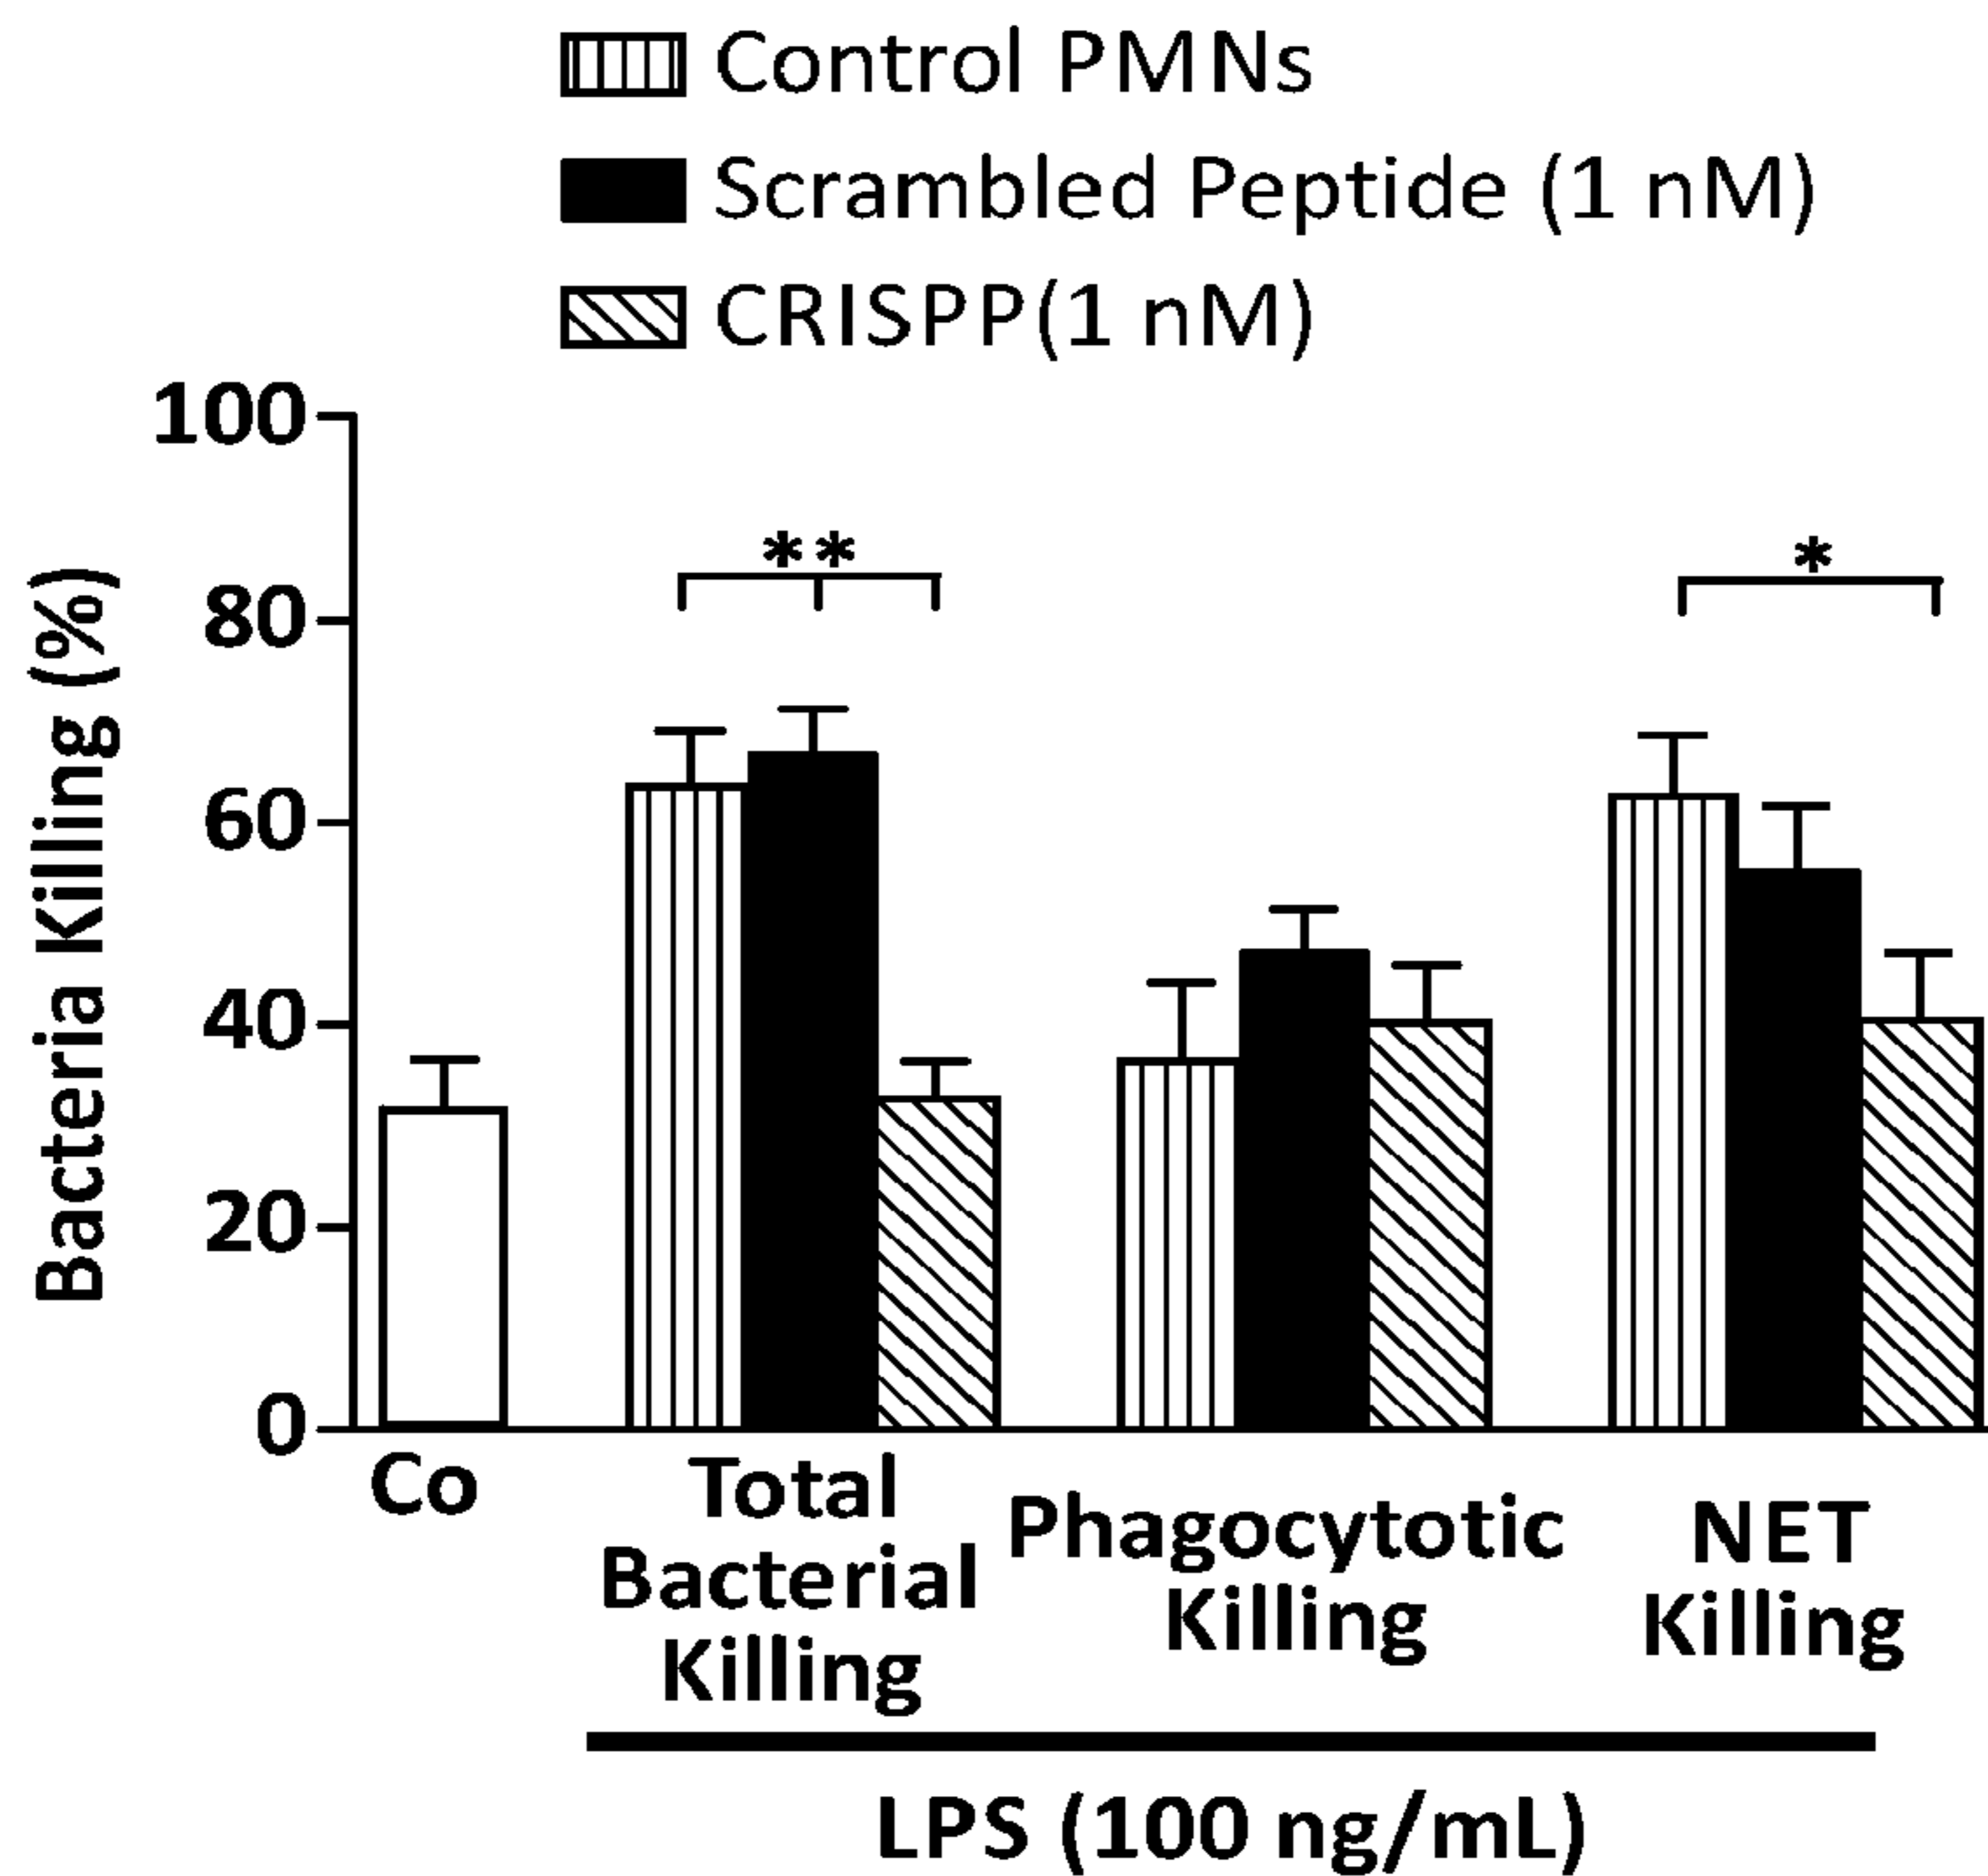 Control PMNs
Scrambled Peptide (1 nM)
CRISPP(1 nM)
Bacteria Killing (%)
100
80
60
40
20
0
**
*
Co
Total
Bacterial
Killing
Phagocytotic
Killing
NET
Killing
LPS (100 ng/mL)